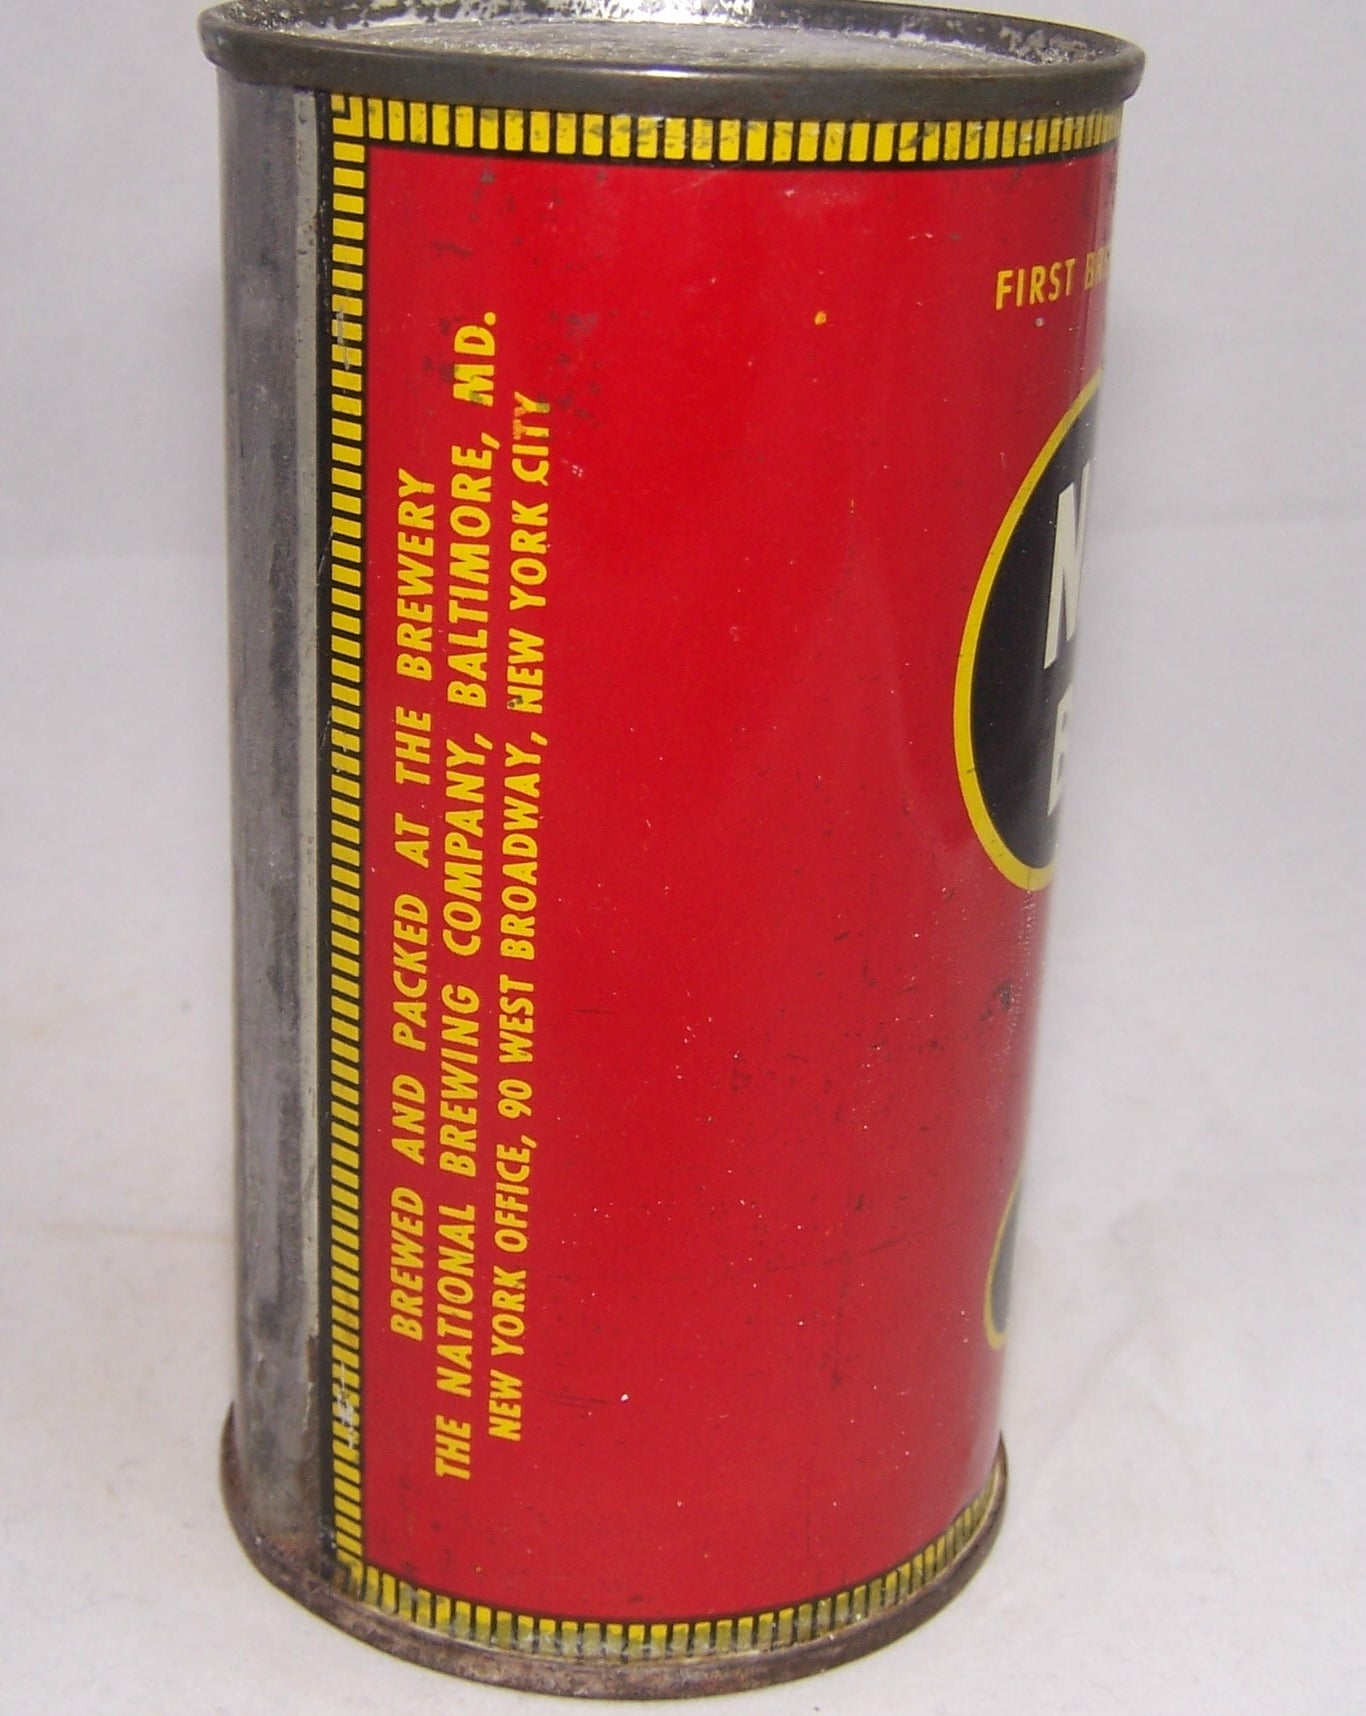 BREWED AND PACKED AT THE BREWERY
THE NATIONAL BREWING COMPANY, BALTIMORE, MD.
NEW YORK OFFICE, 90 WEST BROADWAY, NEW YORK CITY
FIRST